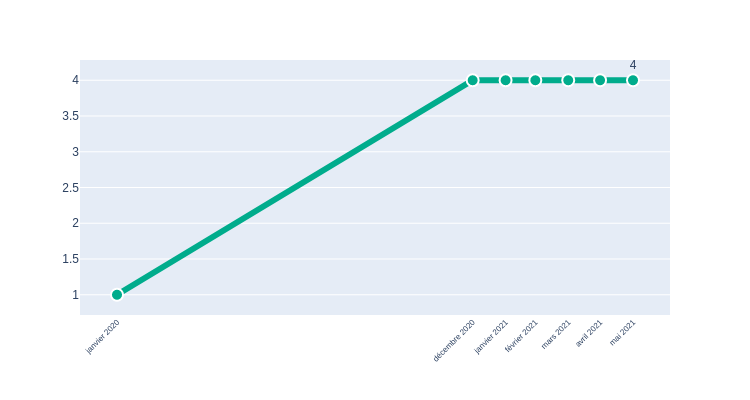 4
4
3.5
3
2.5
2
1.5
1
janvier 2020
décembre 2020
janvier 2021
février 2021
mars 2021
avril 2021
mai 2021